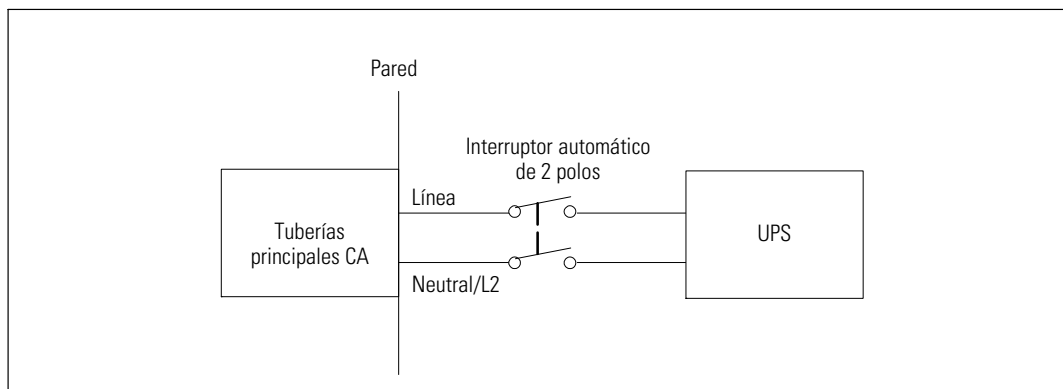 Pared
Interruptor automático
de 2 polos
Línea
Tuberías
principales CA
UPS
Neutral/L2